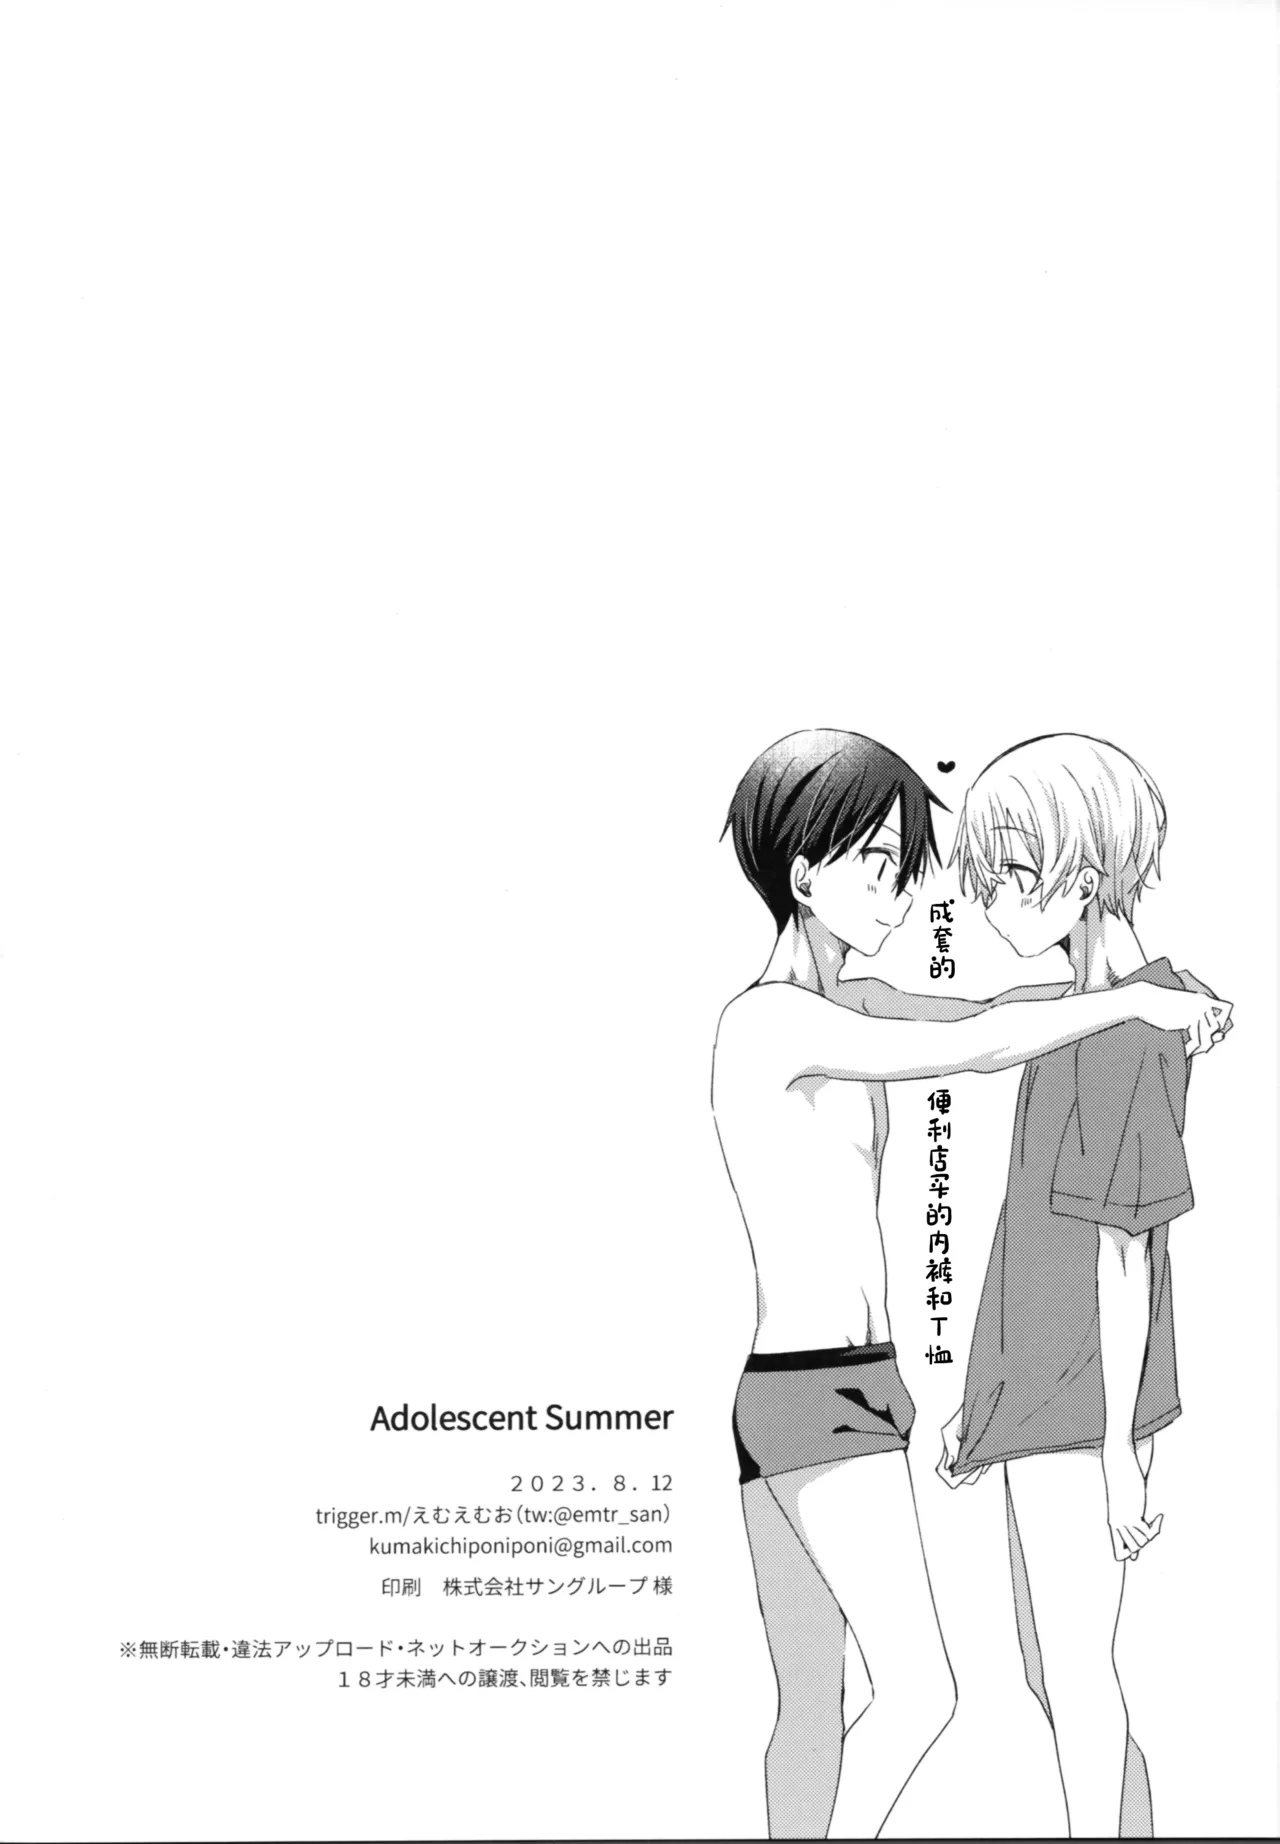 成套的
便利店买的内裤和T恤
Adolescent Summer
２０２３．８．12
trigger.m/えむえむお(tw:@emtr_san)
kumakichiponiponi@gmail.com
印刷　株式会社サングループ 様
※無断転載・違法アップロード・ネットオークションへの出品
１８才未満への譲渡、閲覧を禁じます